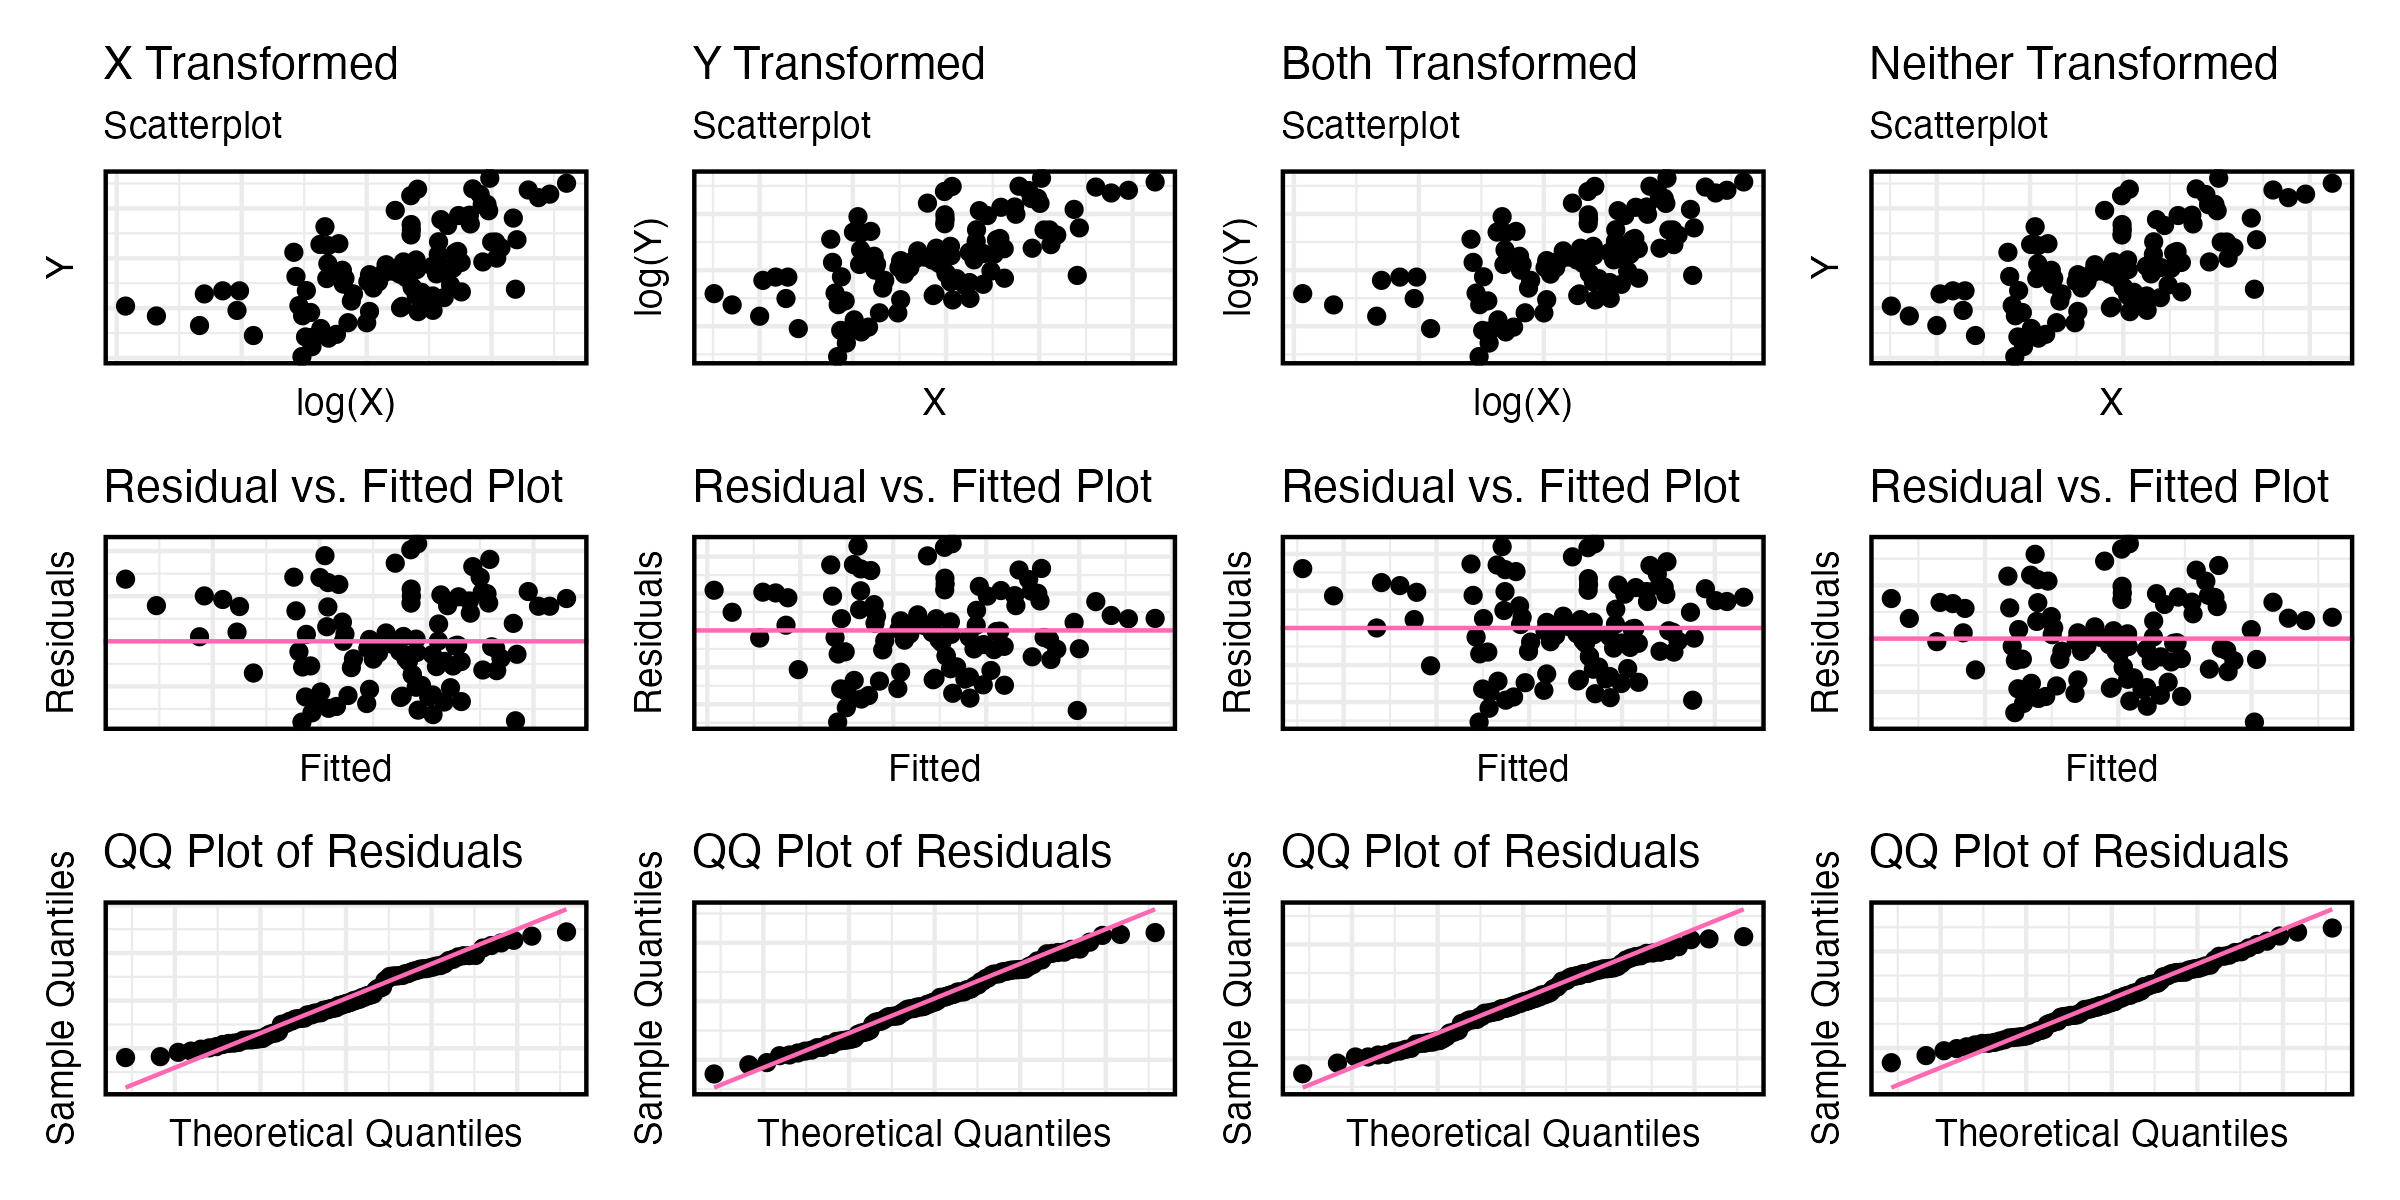 X Transformed
Scatterplot
Y
log(X)
Y Transformed
Scatterplot
log(Y)
X
Both Transformed
Scatterplot
log(Y)
log(X)
Neither Transformed
Scatterplot
Y
X
Residual vs. Fitted Plot
Residuals
Fitted
Residual vs. Fitted Plot
Residuals
Fitted
Residual vs. Fitted Plot
Residuals
Fitted
Residual vs. Fitted Plot
Residuals
Fitted
QQ Plot of Residuals
Sample Quantiles
Theoretical Quantiles
QQ Plot of Residuals
Sample Quantiles
Theoretical Quantiles
QQ Plot of Residuals
Sample Quantiles
Theoretical Quantiles
QQ Plot of Residuals
Sample Quantiles
Theoretical Quantiles